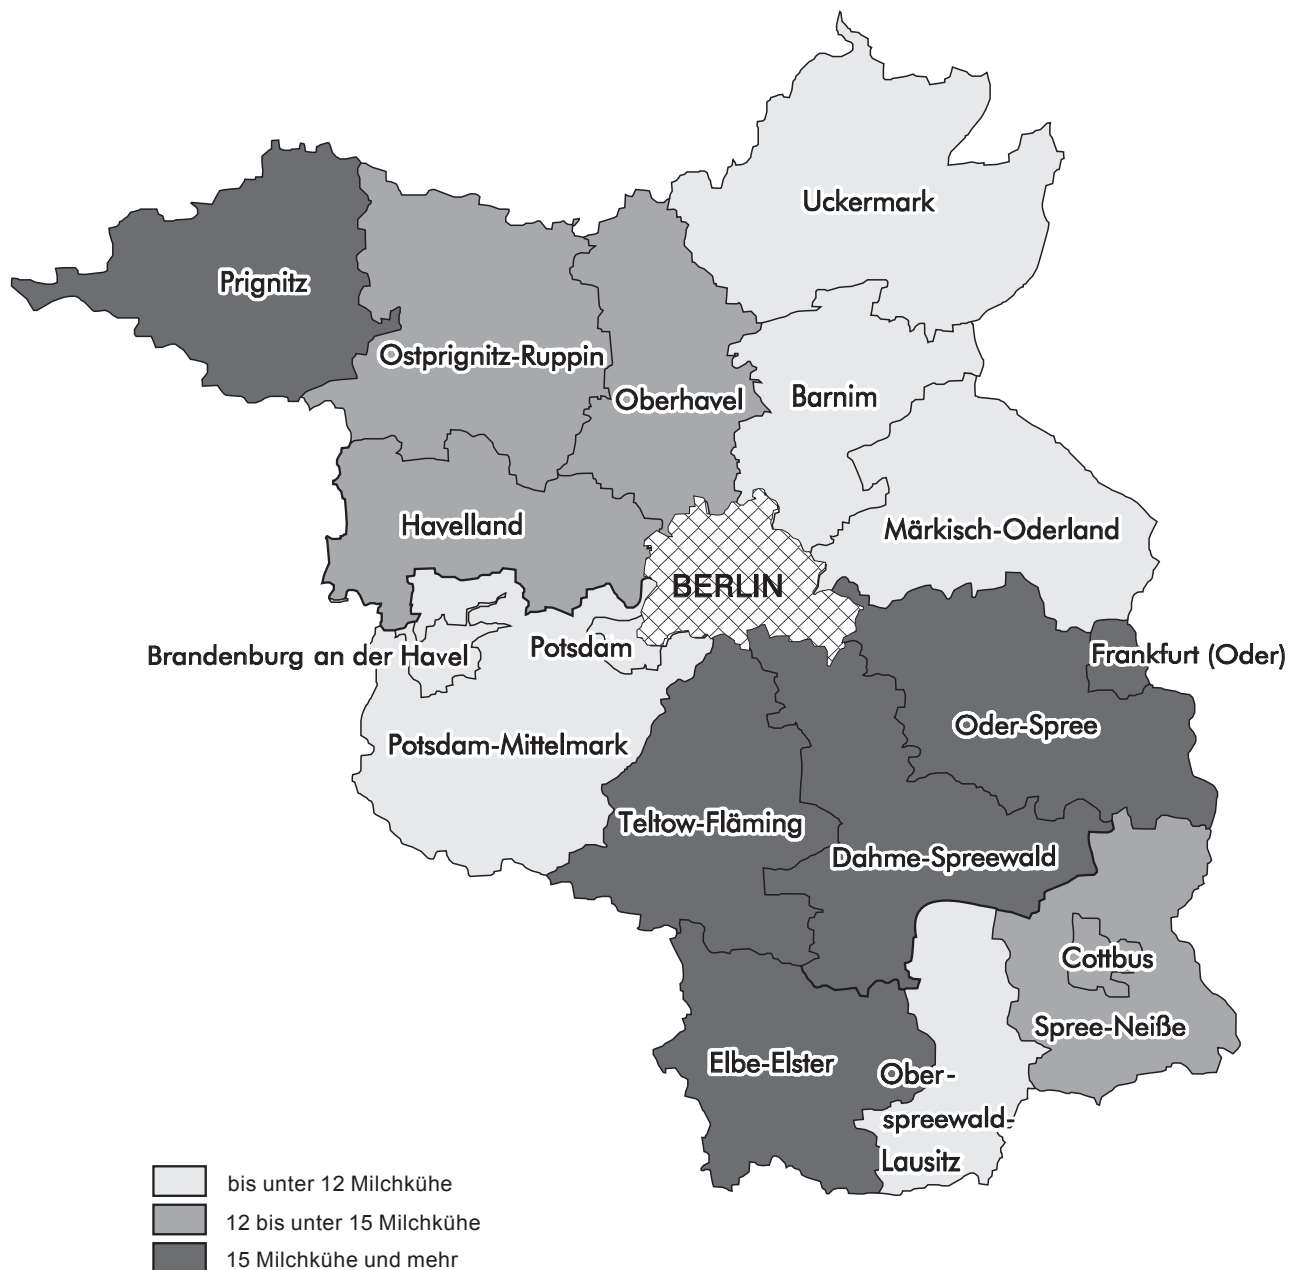 Uckermark
Prignitz
Ostprignitz-Ruppin
Oberhavel
Barnim
Havelland
Märkisch-Oderland
BERLIN
Brandenburg an der Havel
Potsdam
Frankfurt (Oder)
Oder-Spree
Potsdam-Mittelmark
Teltow-Fläming
Dahme-Spreewald
Cottbus
Spree-Neiße
Elbe-Elster
Ober-
spreewald-
Lausitz
bis unter 12 Milchkühe
12 bis unter 15 Milchkühe
15 Milchkühe und mehr